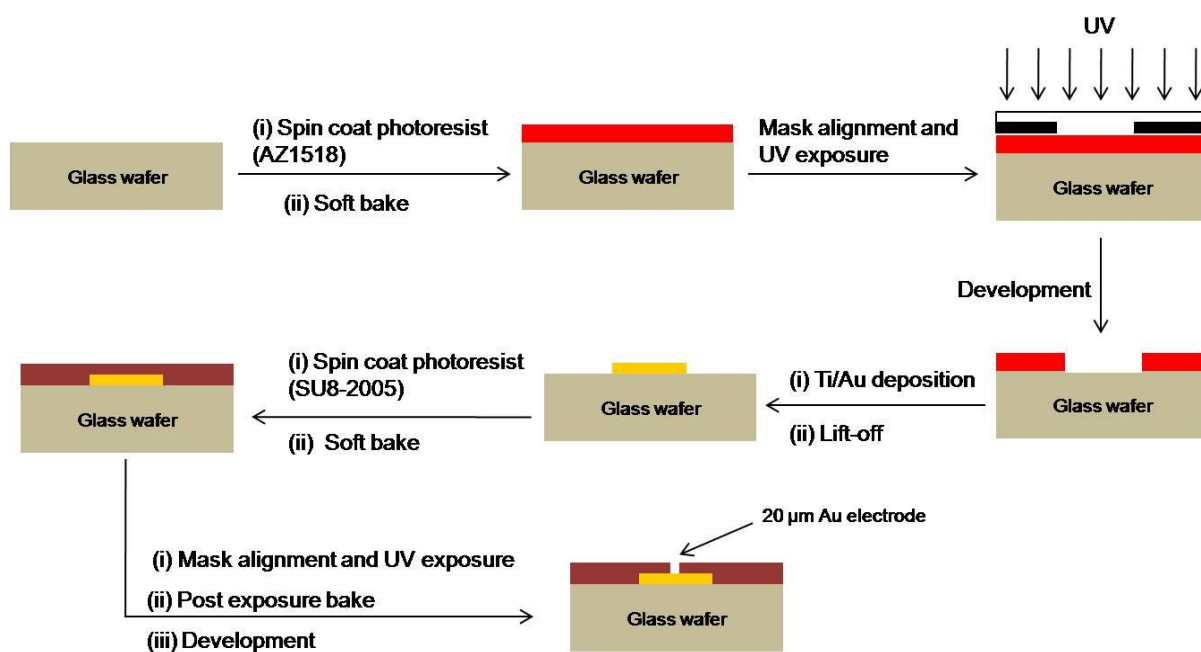 UV
(i) Spin coat photoresist
(AZ1518)
(ii) Soft bake
Mask alignment and
UV exposure
Glass wafer
Glass wafer
Glass wafer
Development
(i) Spin coat photoresist
(SU8-2005)
(ii) Soft bake
(i) Ti/Au deposition
(ii) Lift-off
Glass wafer
Glass wafer
Glass wafer
20 µm Au electrode
(i) Mask alignment and UV exposure
(ii) Post exposure bake
(iii) Development
Glass wafer